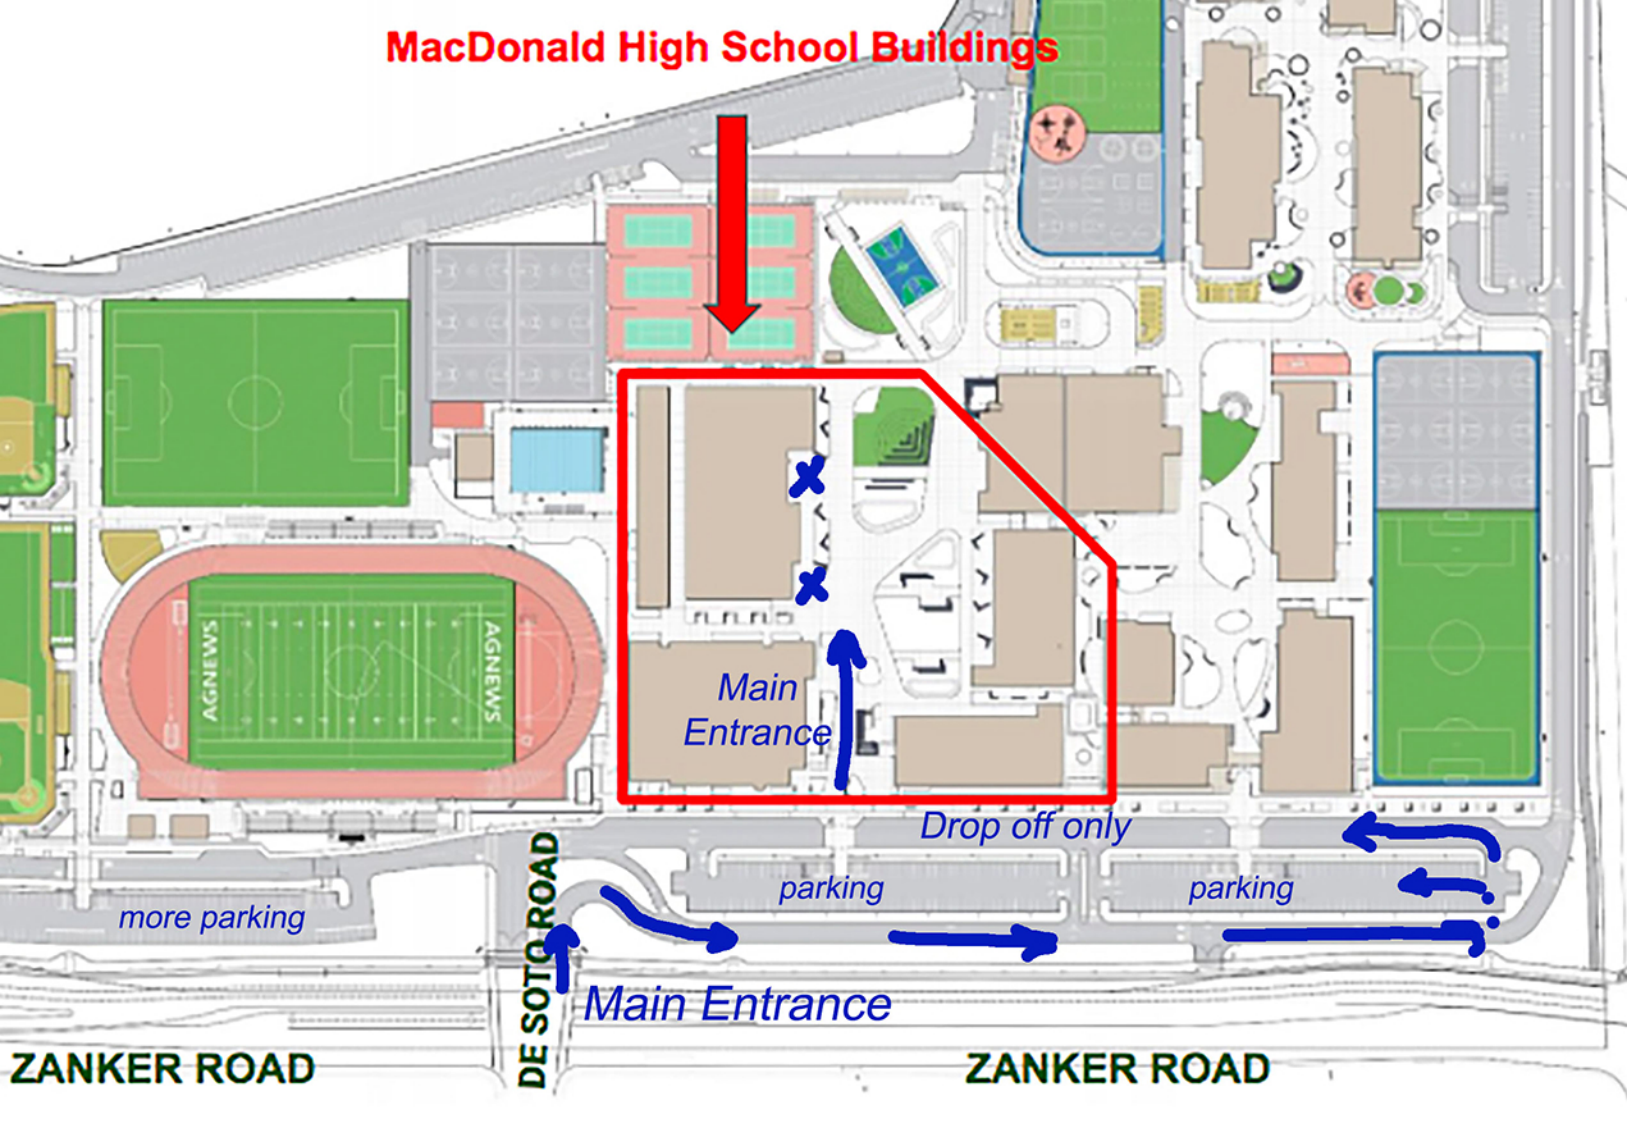 MacDonald High School Buildings
AGNEWS
AGNEWS
Main
Entrance
Drop off only
parking
parking
more parking
DE SOTO ROAD
Main Entrance
ZANKER ROAD
ZANKER ROAD